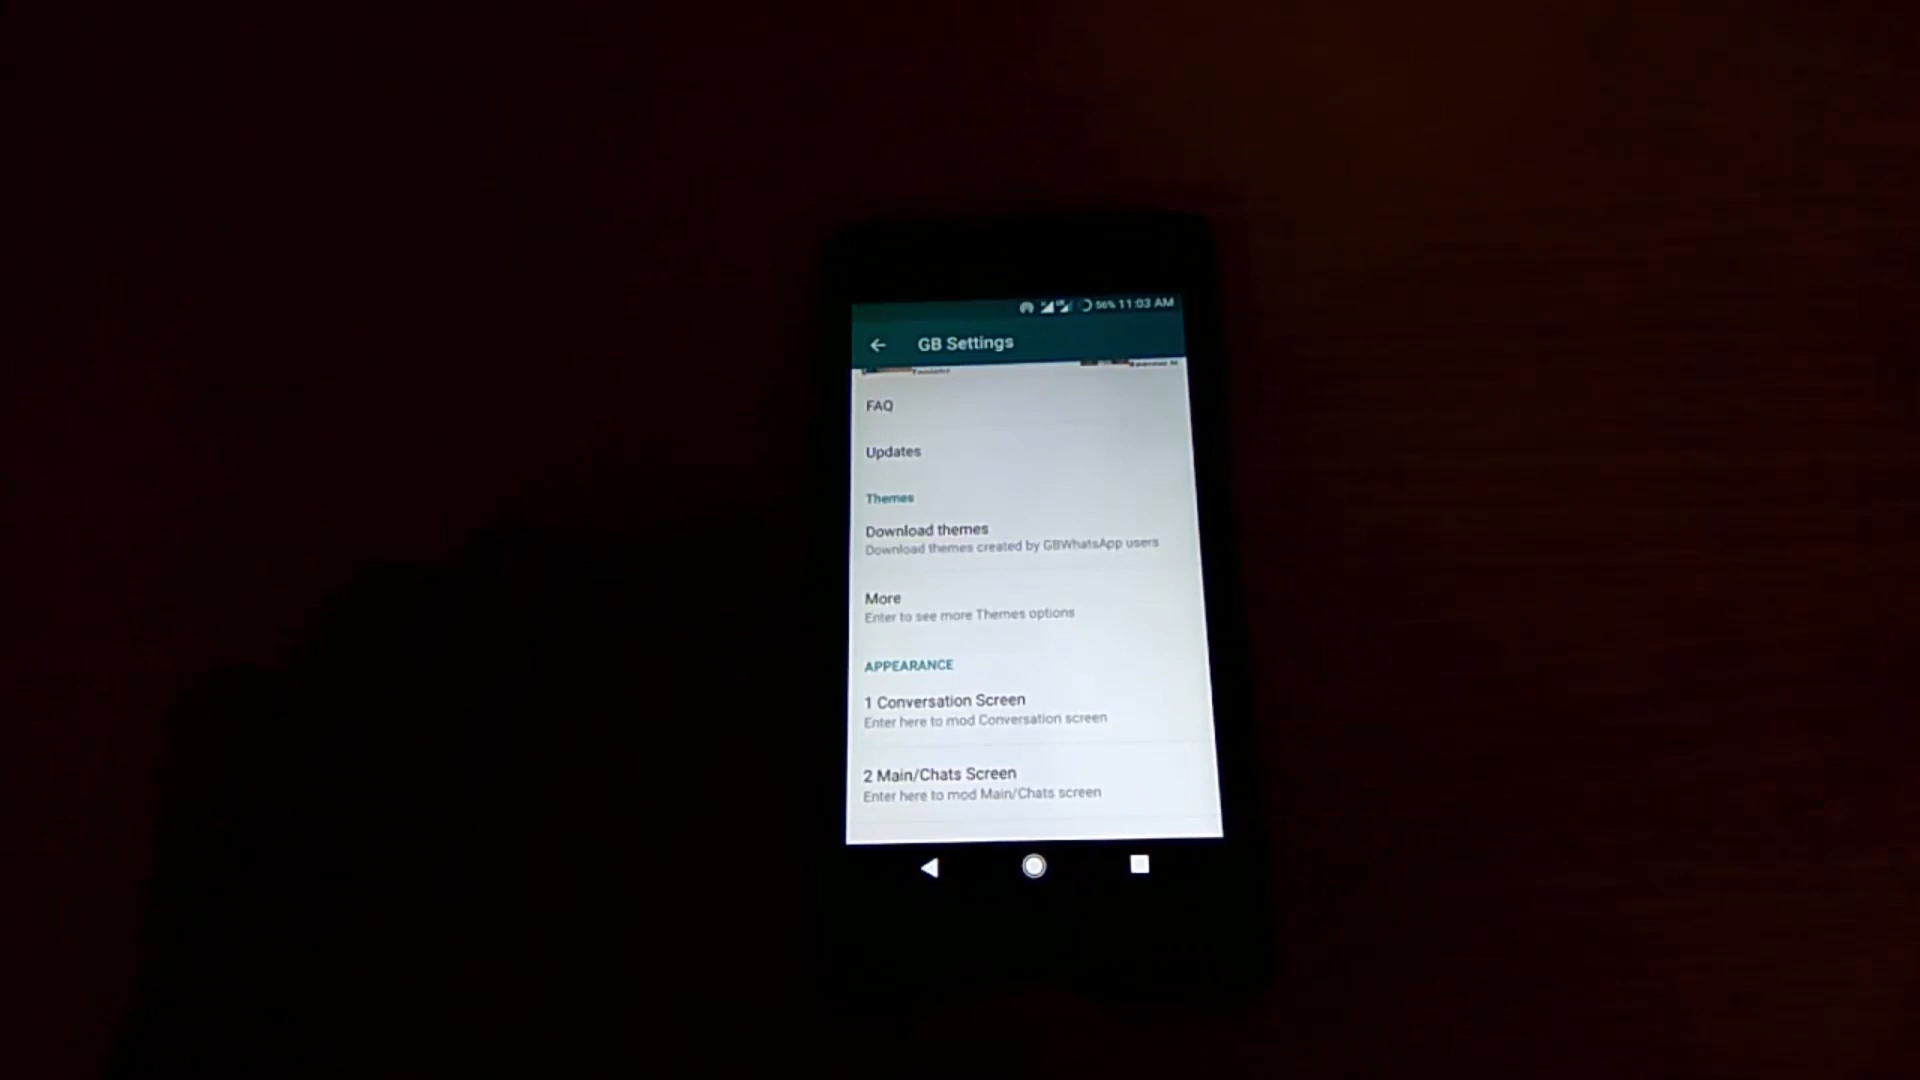 56% 11:03 AM
GB Settings
FAQ
Updates
Themes
Download themes
Download themes created by GBWhatsApp users
More
Enter to see more Themes options
APPEARANCE
1 Conversation Screen
Enter here to mod Conversation screen
2 Main/Chats Screen
Enter here to mod Main/Chats screen